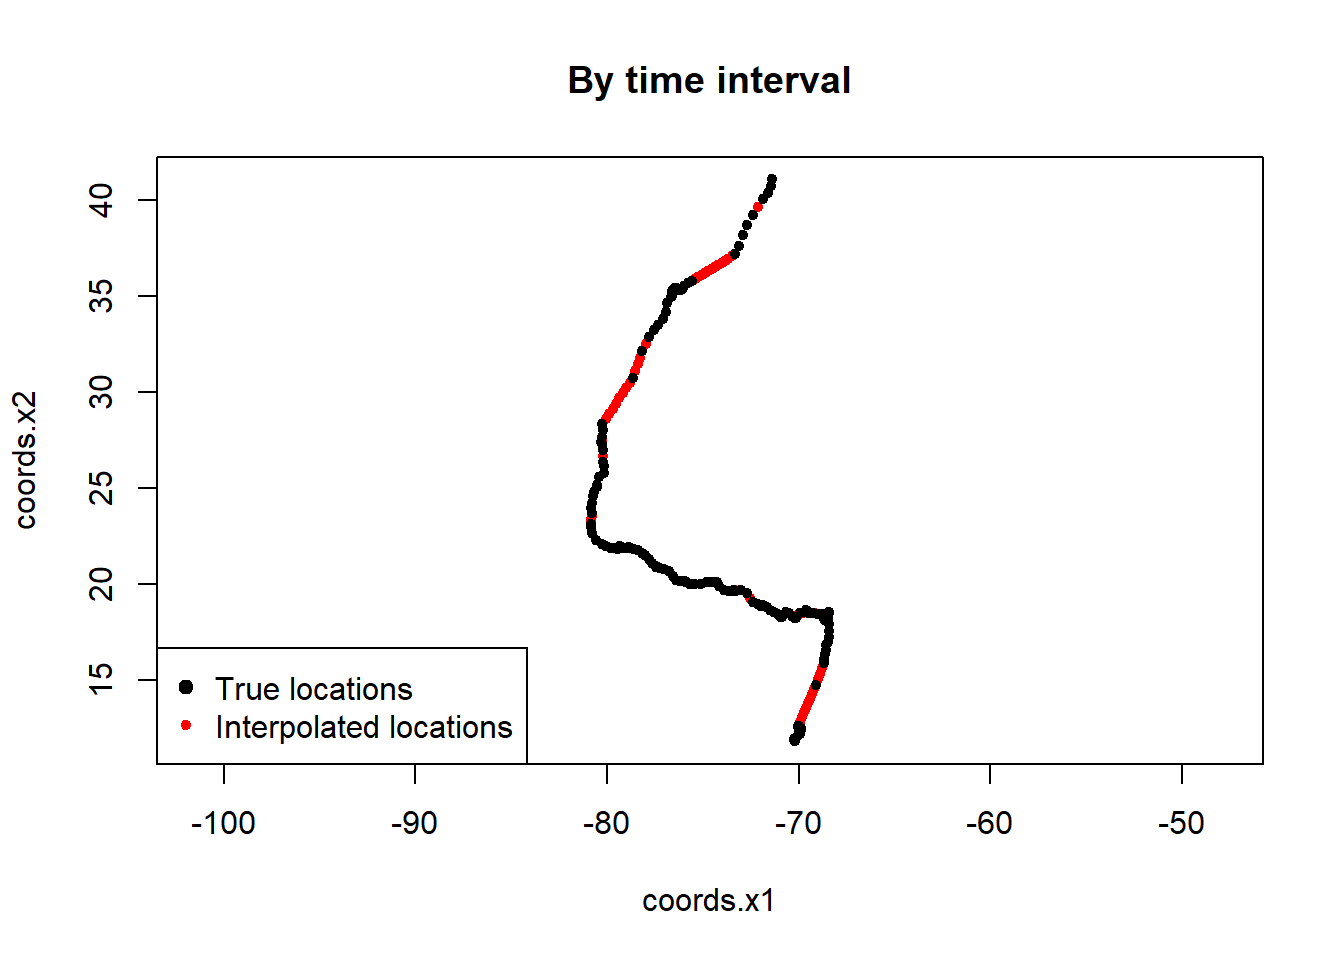 By time interval
coords.x2
40
35
30
25
20
15
True locations
Interpolated locations
-100 -90 -80 -70 -60 -50
coords.x1